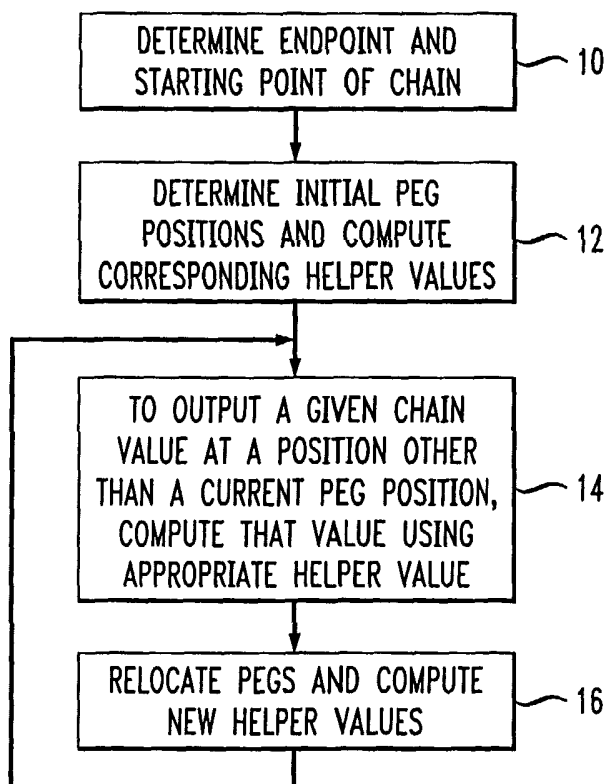 DETERMINE ENDPOINT AND
STARTING POINT OF CHAIN
10
DETERMINE INITIAL PEG
POSITIONS AND COMPUTE
CORRESPONDING HELPER VALUES
12
TO OUTPUT A GIVEN CHAIN
VALUE AT A POSITION OTHER
THAN A CURRENT PEG POSITION,
COMPUTE THAT VALUE USING
APPROPRIATE HELPER VALUE
14
RELOCATE PEGS AND COMPUTE
NEW HELPER VALUES
16